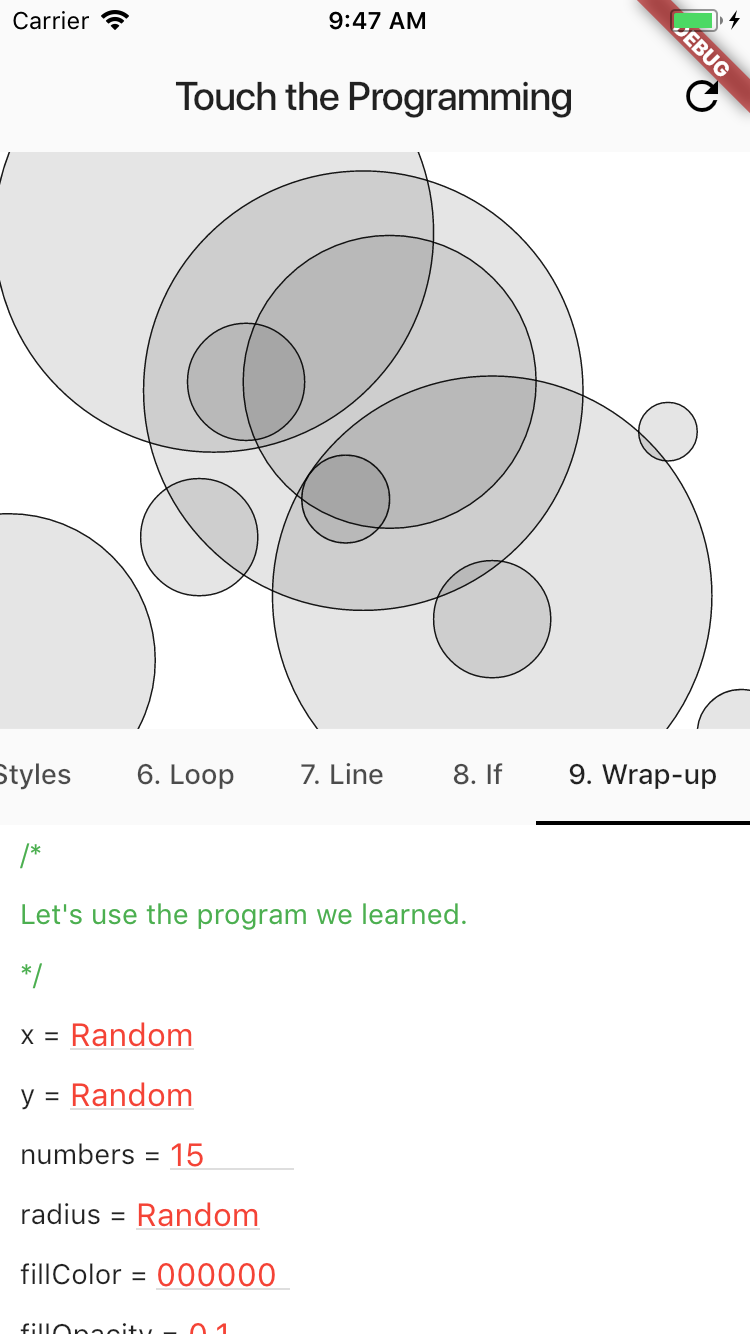 Carrier 9:47 AM
DEBUG
Touch the Programming
Styles 6. Loop 7. Line 8. If 9. Wrap-up
/*
Let's use the program we learned.
*/
x = Random
y = Random
numbers = 15
radius = Random
fillColor = 000000
fillOpacity = 0.1